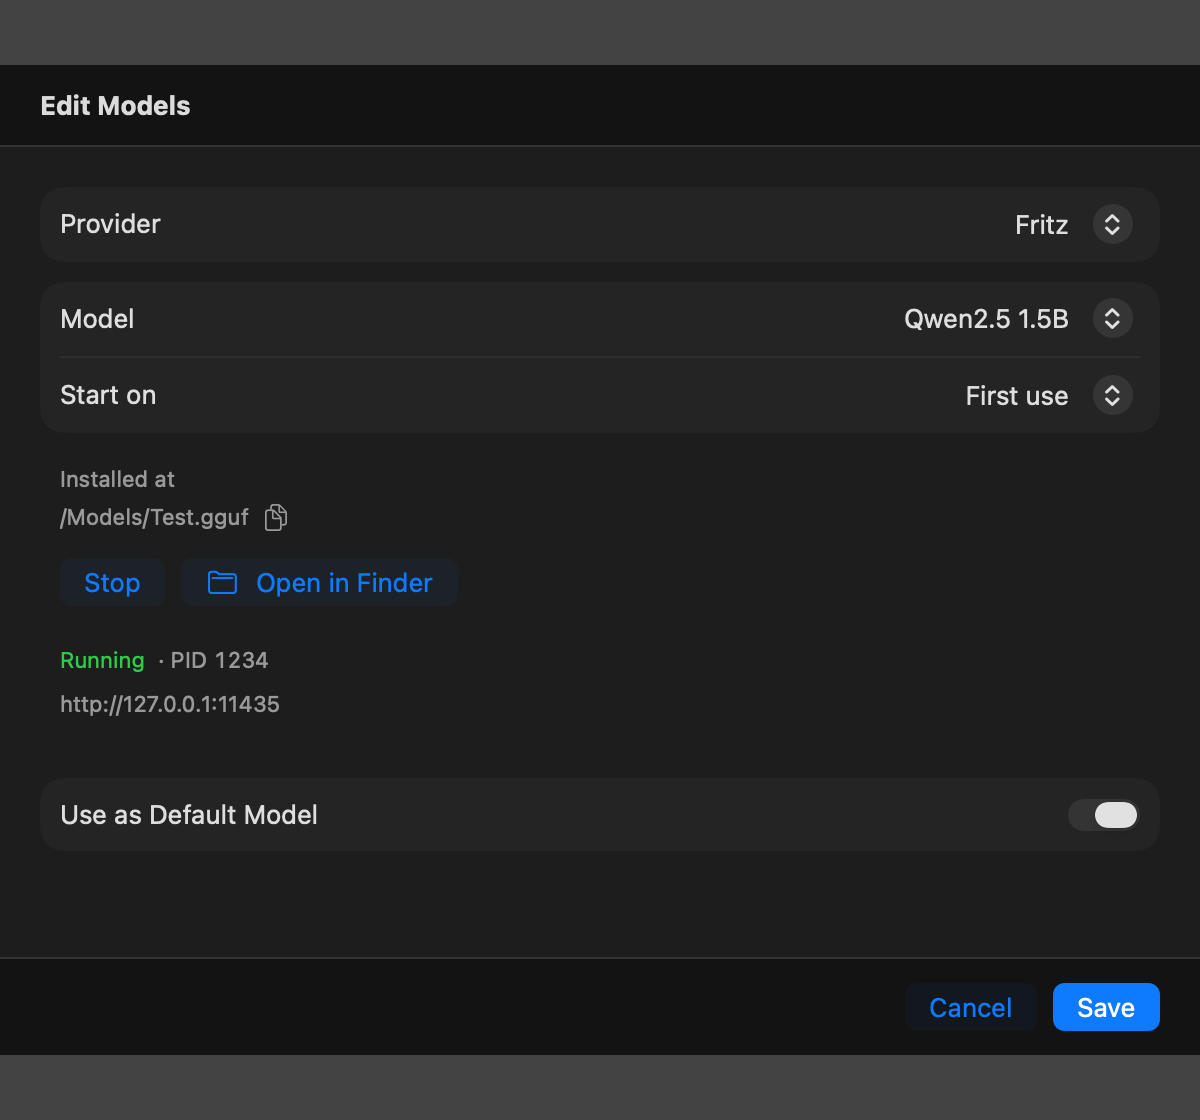 Edit Models
Provider Fritz
Model Qwen2.5 1.5B
Start on First use
Installed at
/Models/Test.gguf
Stop Open in Finder
Running · PID 1234
http://127.0.0.1:11435
Use as Default Model
Cancel Save